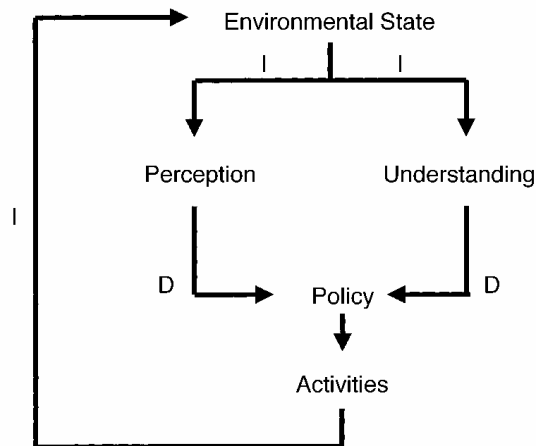 Environmental State
I I
Perception Understanding
I
D Policy D
Activities